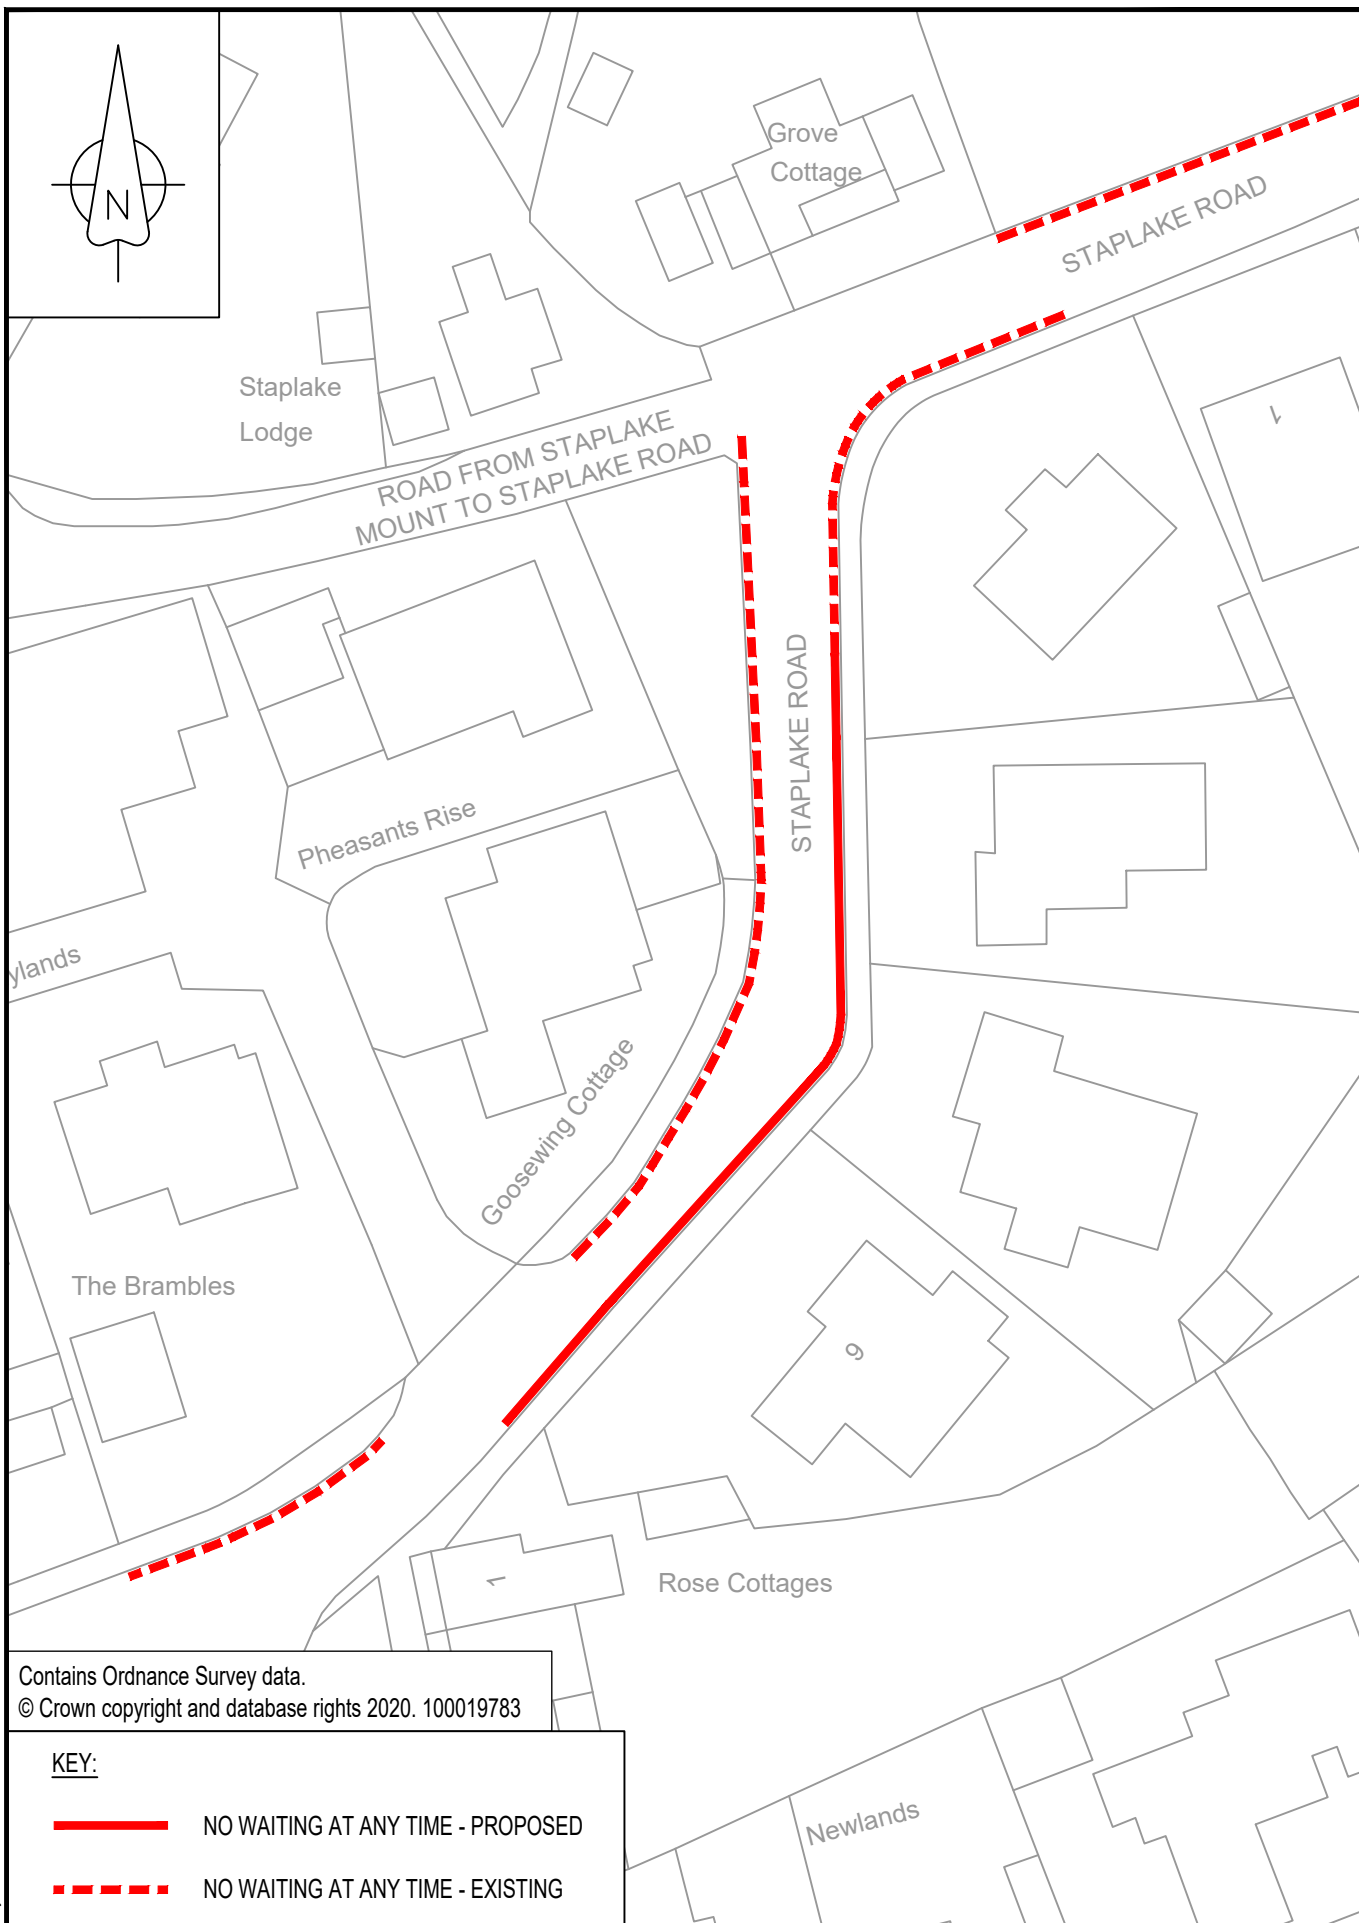 N
Grove
Cottage
STAPLAKE ROAD
Staplake
Lodge
ROAD FROM STAPLAKE
MOUNT TO STAPLAKE ROAD
1
STAPLAKE ROAD
Pheasants Rise
ylands
Goosewing Cottage
The Brambles
9
1
Rose Cottages
Contains Ordnance Survey data.
© Crown copyright and database rights 2020. 100019783
KEY:
NO WAITING AT ANY TIME - PROPOSED
NO WAITING AT ANY TIME - EXISTING
Newlands